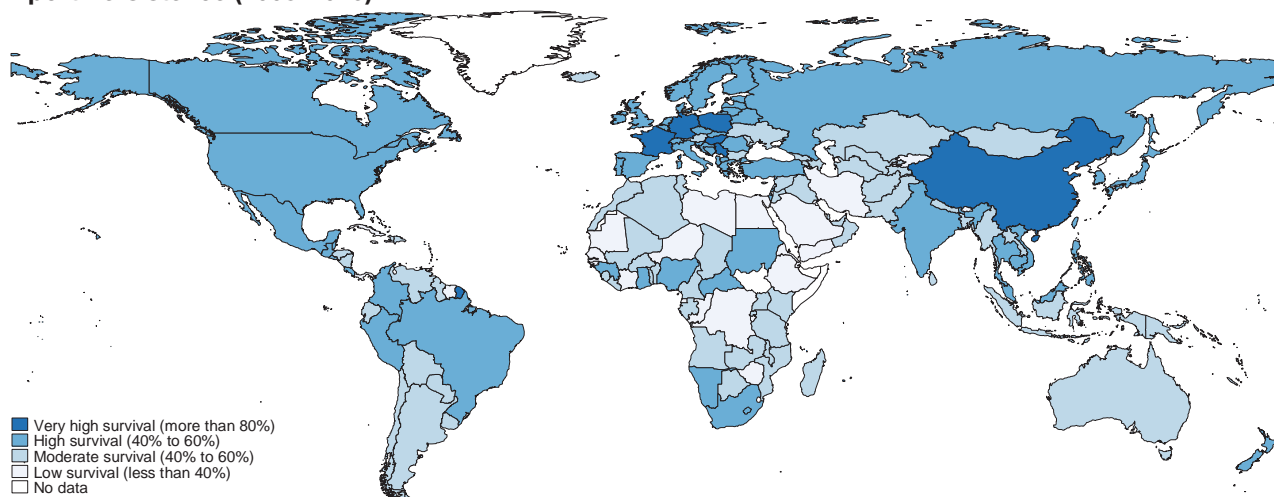 Very high survival (more than 80%)
High survival (40% to 60%)
Moderate survival (40% to 60%)
Low survival (less than 40%)
No data